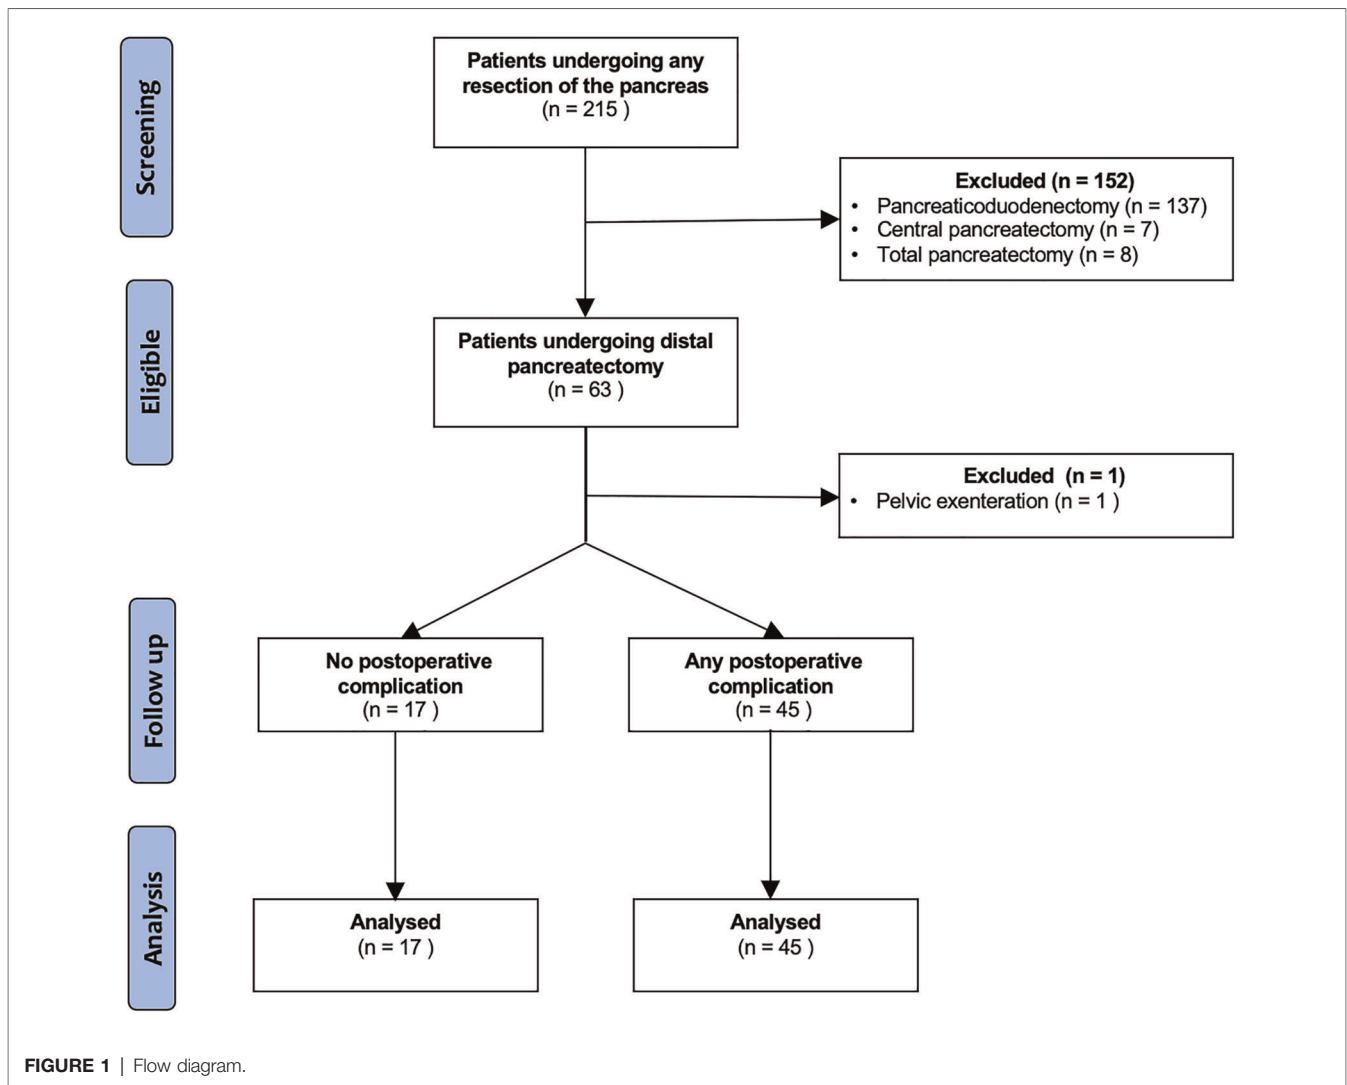 Screening
Patients undergoing any
resection of the pancreas
(n = 215 )
Excluded (n = 152)
• Pancreaticoduodenectomy (n = 137)
• Central pancreatectomy (n = 7)
• Total pancreatectomy (n = 8)
Eligible
Patients undergoing distal
pancreatectomy
(n = 63 )
Excluded (n = 1)
• Pelvic exenteration (n = 1 )
Follow up
No postoperative
complication
(n = 17 )
Any postoperative
complication
(n = 45 )
Analysis
Analysed
(n = 17 )
Analysed
(n = 45 )
FIGURE 1 | Flow diagram.